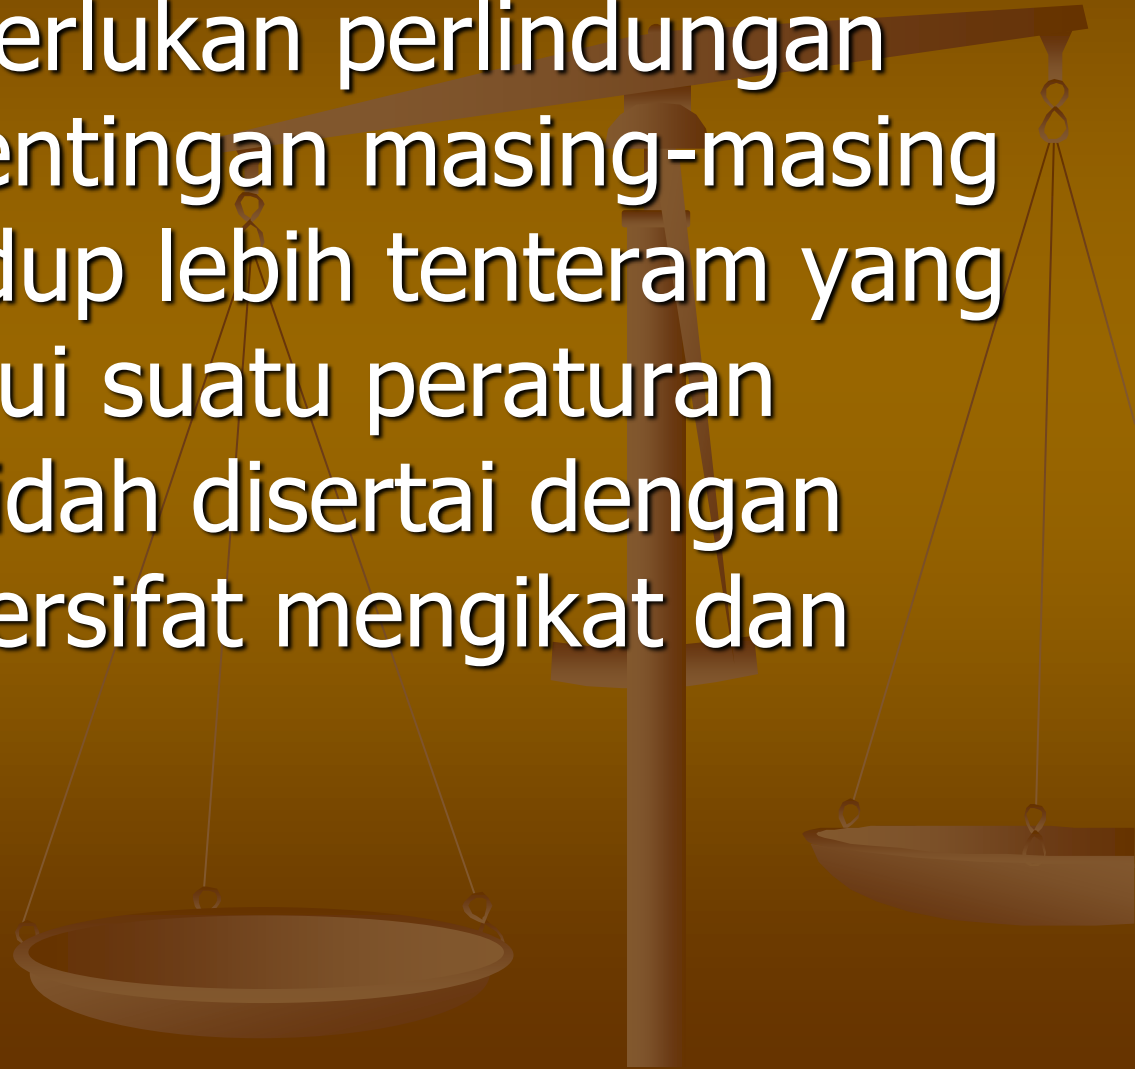 erlukan perlindungan
entingan masing-masing
dup lebih tenteram yang
ui suatu peraturan
idah disertai dengan
ersifat mengikat dan